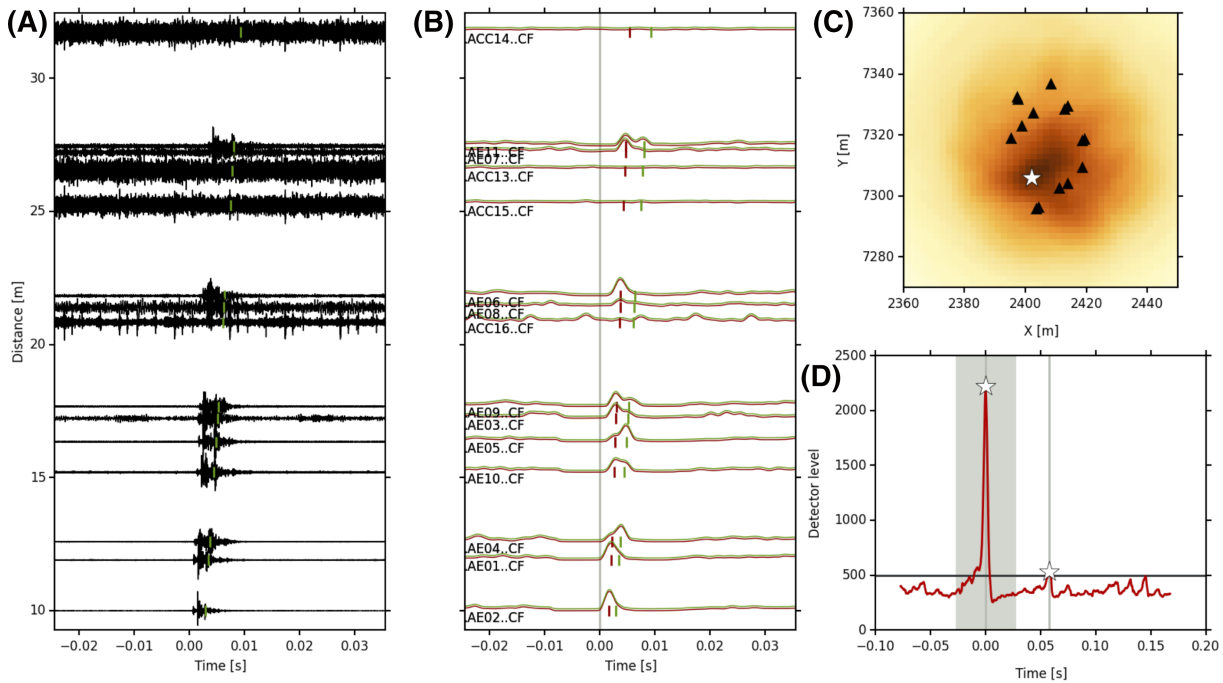 (A)
30
25
20
15
10
Distance [m]
−0.02 −0.01 0.00 0.01 0.02 0.03
Time [s]
(B)
.ACC14..CF
.AE11..CF
.AE07..CF
.ACC13..CF
.ACC15..CF
.AE06..CF
.AE08..CF
.ACC16..CF
.AE09..CF
.AE03..CF
.AE05..CF
.AE10..CF
.AE04..CF
.AE01..CF
.AE02..CF
−0.02 −0.01 0.00 0.01 0.02 0.03
Time [s]
(C)
7360
7340
7320
7300
7280
Y [m]
2360 2380 2400 2420 2440
X [m]
(D)
2500
2000
1500
1000
500
0
Detector level
−0.10 −0.05 0.00 0.05 0.10 0.15 0.20
Time [s]